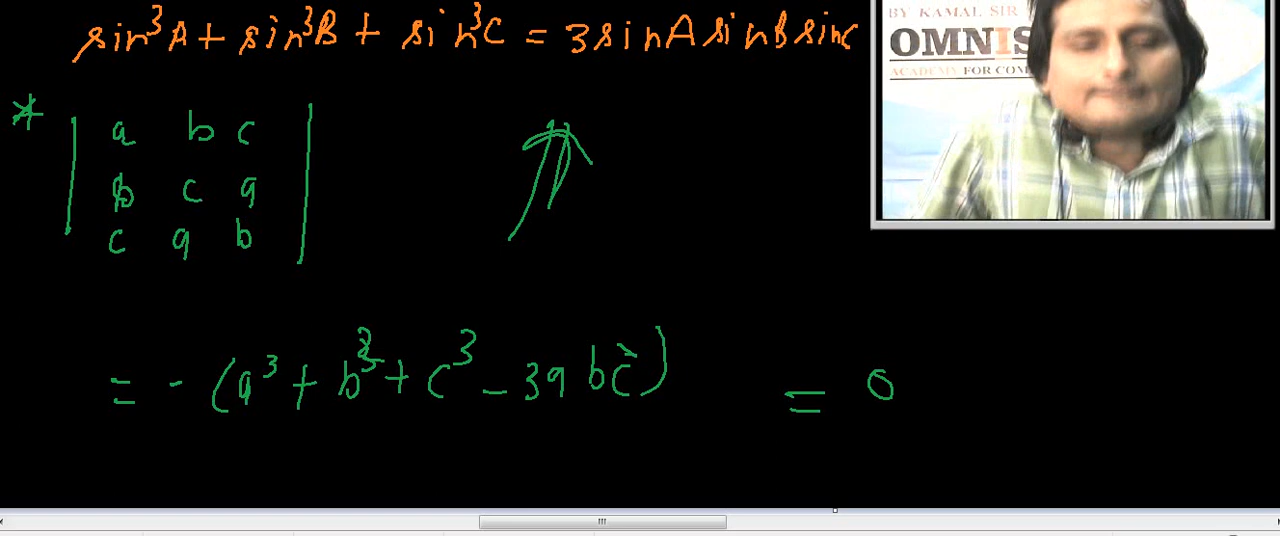 BY KAMAL SIR
OMNIS
ACADEMY FOR COM
sin³A + sin³B + sin³C = 3sinAsinBsinC
* | a b c |
| b c a |
| c a b |
= - (a³ + b³ + c³ - 3abc) = 0